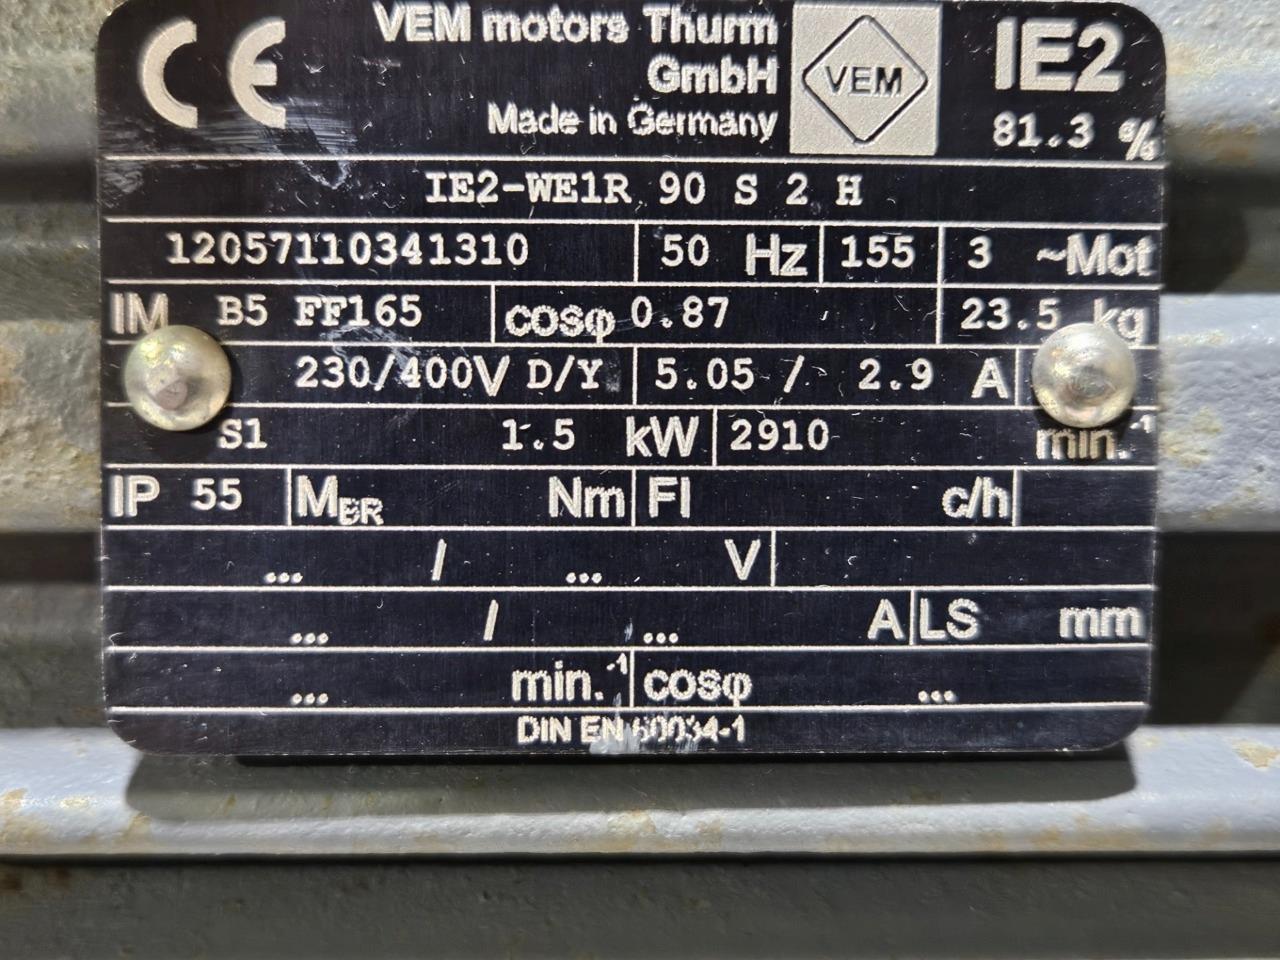 CE VEM motors Thurm GmbH Made in Germany VEM IE2 81.3 %
IE2-WE1R 90 S 2 H
12057110341310 50 Hz 155 3 ~Mot
IM B5 FF165 cosφ 0.87 23.5 kg
230/400V D/Y 5.05 / 2.9 A
S1 1.5 kW 2910 min.-1
IP 55 MBR Nm FI c/h
... / ... V
... / ... A LS mm
... min.-1 cosφ ...
DIN EN 60034-1